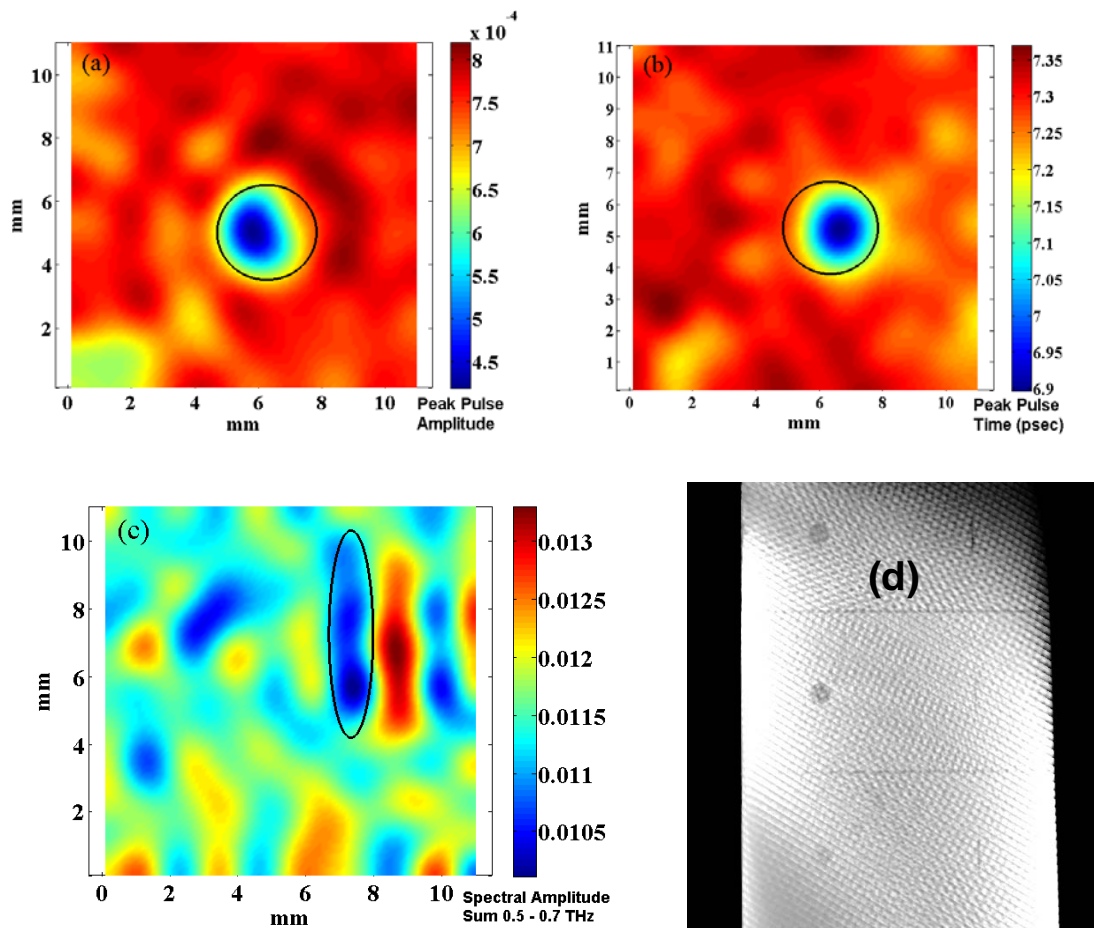 x 10 -4
(a)
10
8
6
4
2
mm
0 2 4 6 8 10
mm
8
7.5
7
6.5
6
5.5
5
4.5
Peak Pulse
Amplitude
(b)
11
10
9
8
7
6
5
4
3
2
1
mm
0 2 4 6 8 10
mm
7.35
7.3
7.25
7.2
7.15
7.1
7.05
7
6.95
6.9
Peak Pulse
Time (psec)
(c)
10
8
6
4
2
mm
0 2 4 6 8 10
mm
0.013
0.0125
0.012
0.0115
0.011
0.0105
Spectral Amplitude
Sum 0.5 - 0.7 THz
(d)